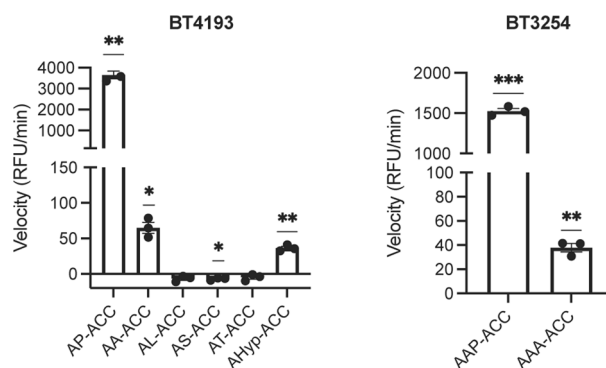 BT4193
Velocity (RFU/min)
4000
3000
2000
1000
150
100
50
0
**
*
*
**
AP-ACC
AA-ACC
AL-ACC
AS-ACC
AT-ACC
AHyp-ACC
BT3254
Velocity (RFU/min)
2000
1500
1000
100
80
60
40
20
0
***
**
AAP-ACC
AAA-ACC